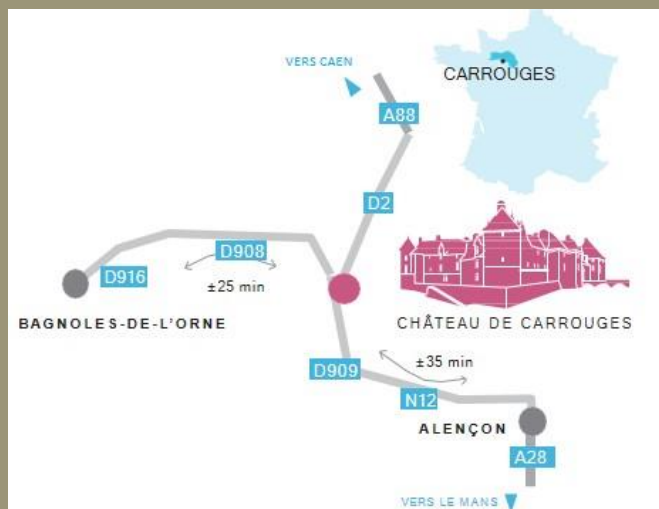 VERS CAEN
CARROUGES
A88
D2
D908
D916
±25 min
BAGNOLES-DE-L'ORNE
CHÂTEAU DE CARROUGES
±35 min
D909
N12
ALENÇON
A28
VERS LE MANS